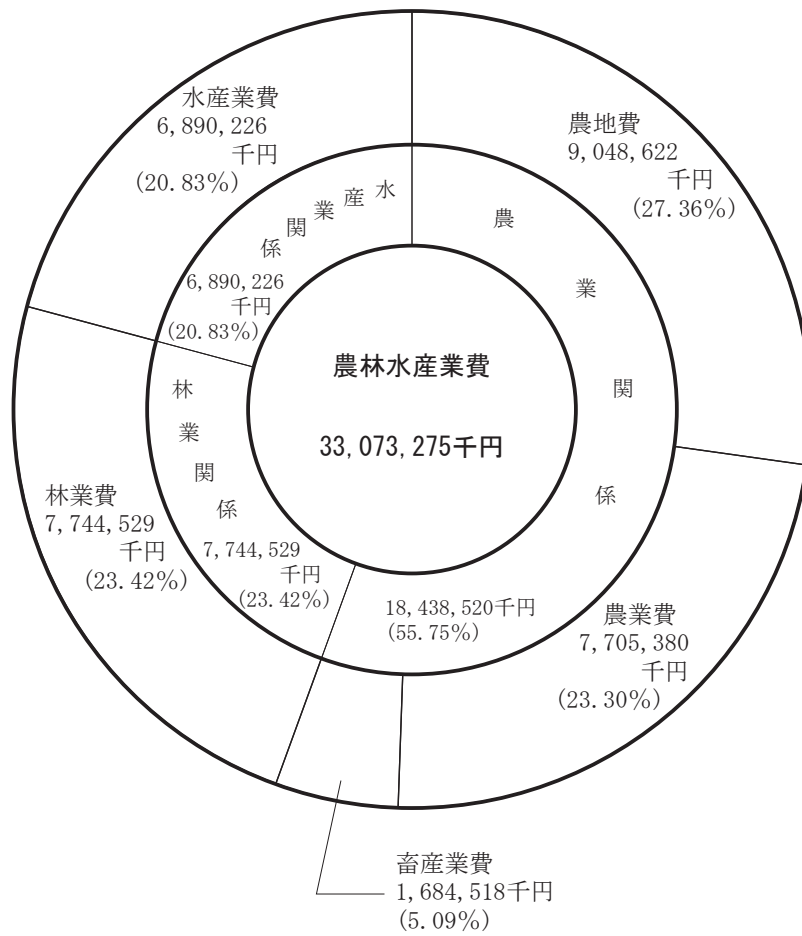 水産業費
6,890,226
千円
(20.83%)
農地費
9,048,622
千円
(27.36%)
水産業関係
6,890,226
千円
(20.83%)
農業関係
18,438,520千円
(55.75%)
農林水産業費
33,073,275千円
林業関係
7,744,529
千円
(23.42%)
林業費
7,744,529
千円
(23.42%)
農業費
7,705,380
千円
(23.30%)
畜産業費
1,684,518千円
(5.09%)